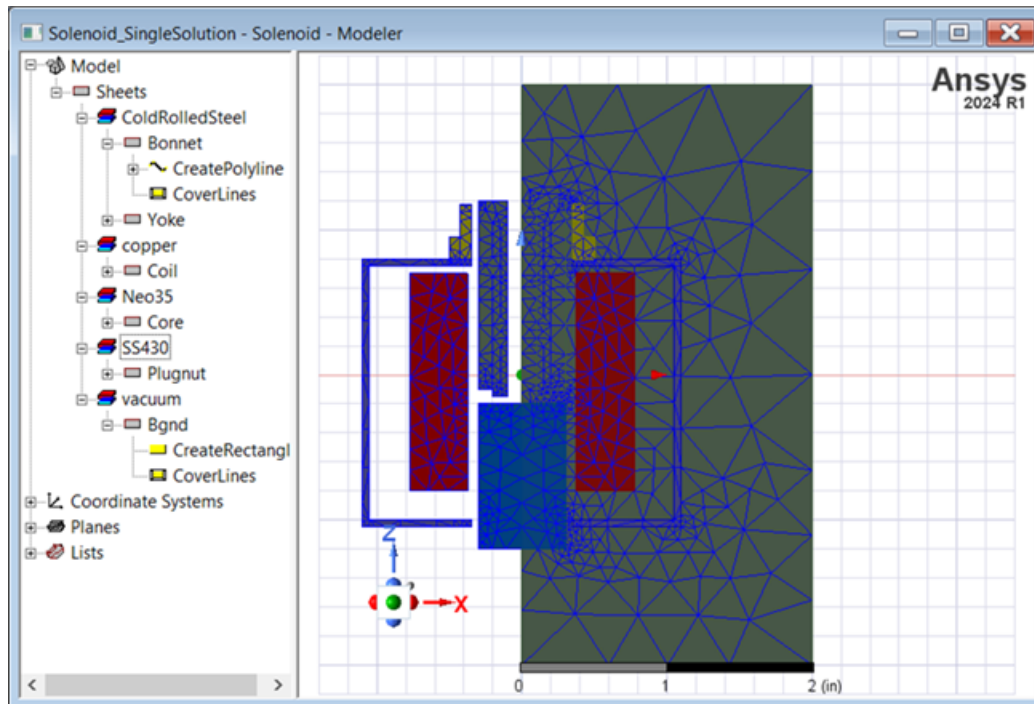 Solenoid_SingleSolution - Solenoid - Modeler
Model
Sheets
ColdRolledSteel
Bonnet
CreatePolyline
CoverLines
Yoke
copper
Coil
Neo35
Core
SS430
Plugnut
vacuum
Bgnd
CreateRectangl
CoverLines
Coordinate Systems
Planes
Lists
Ansys
2024 R1
Z
X
0 1 2 (in)